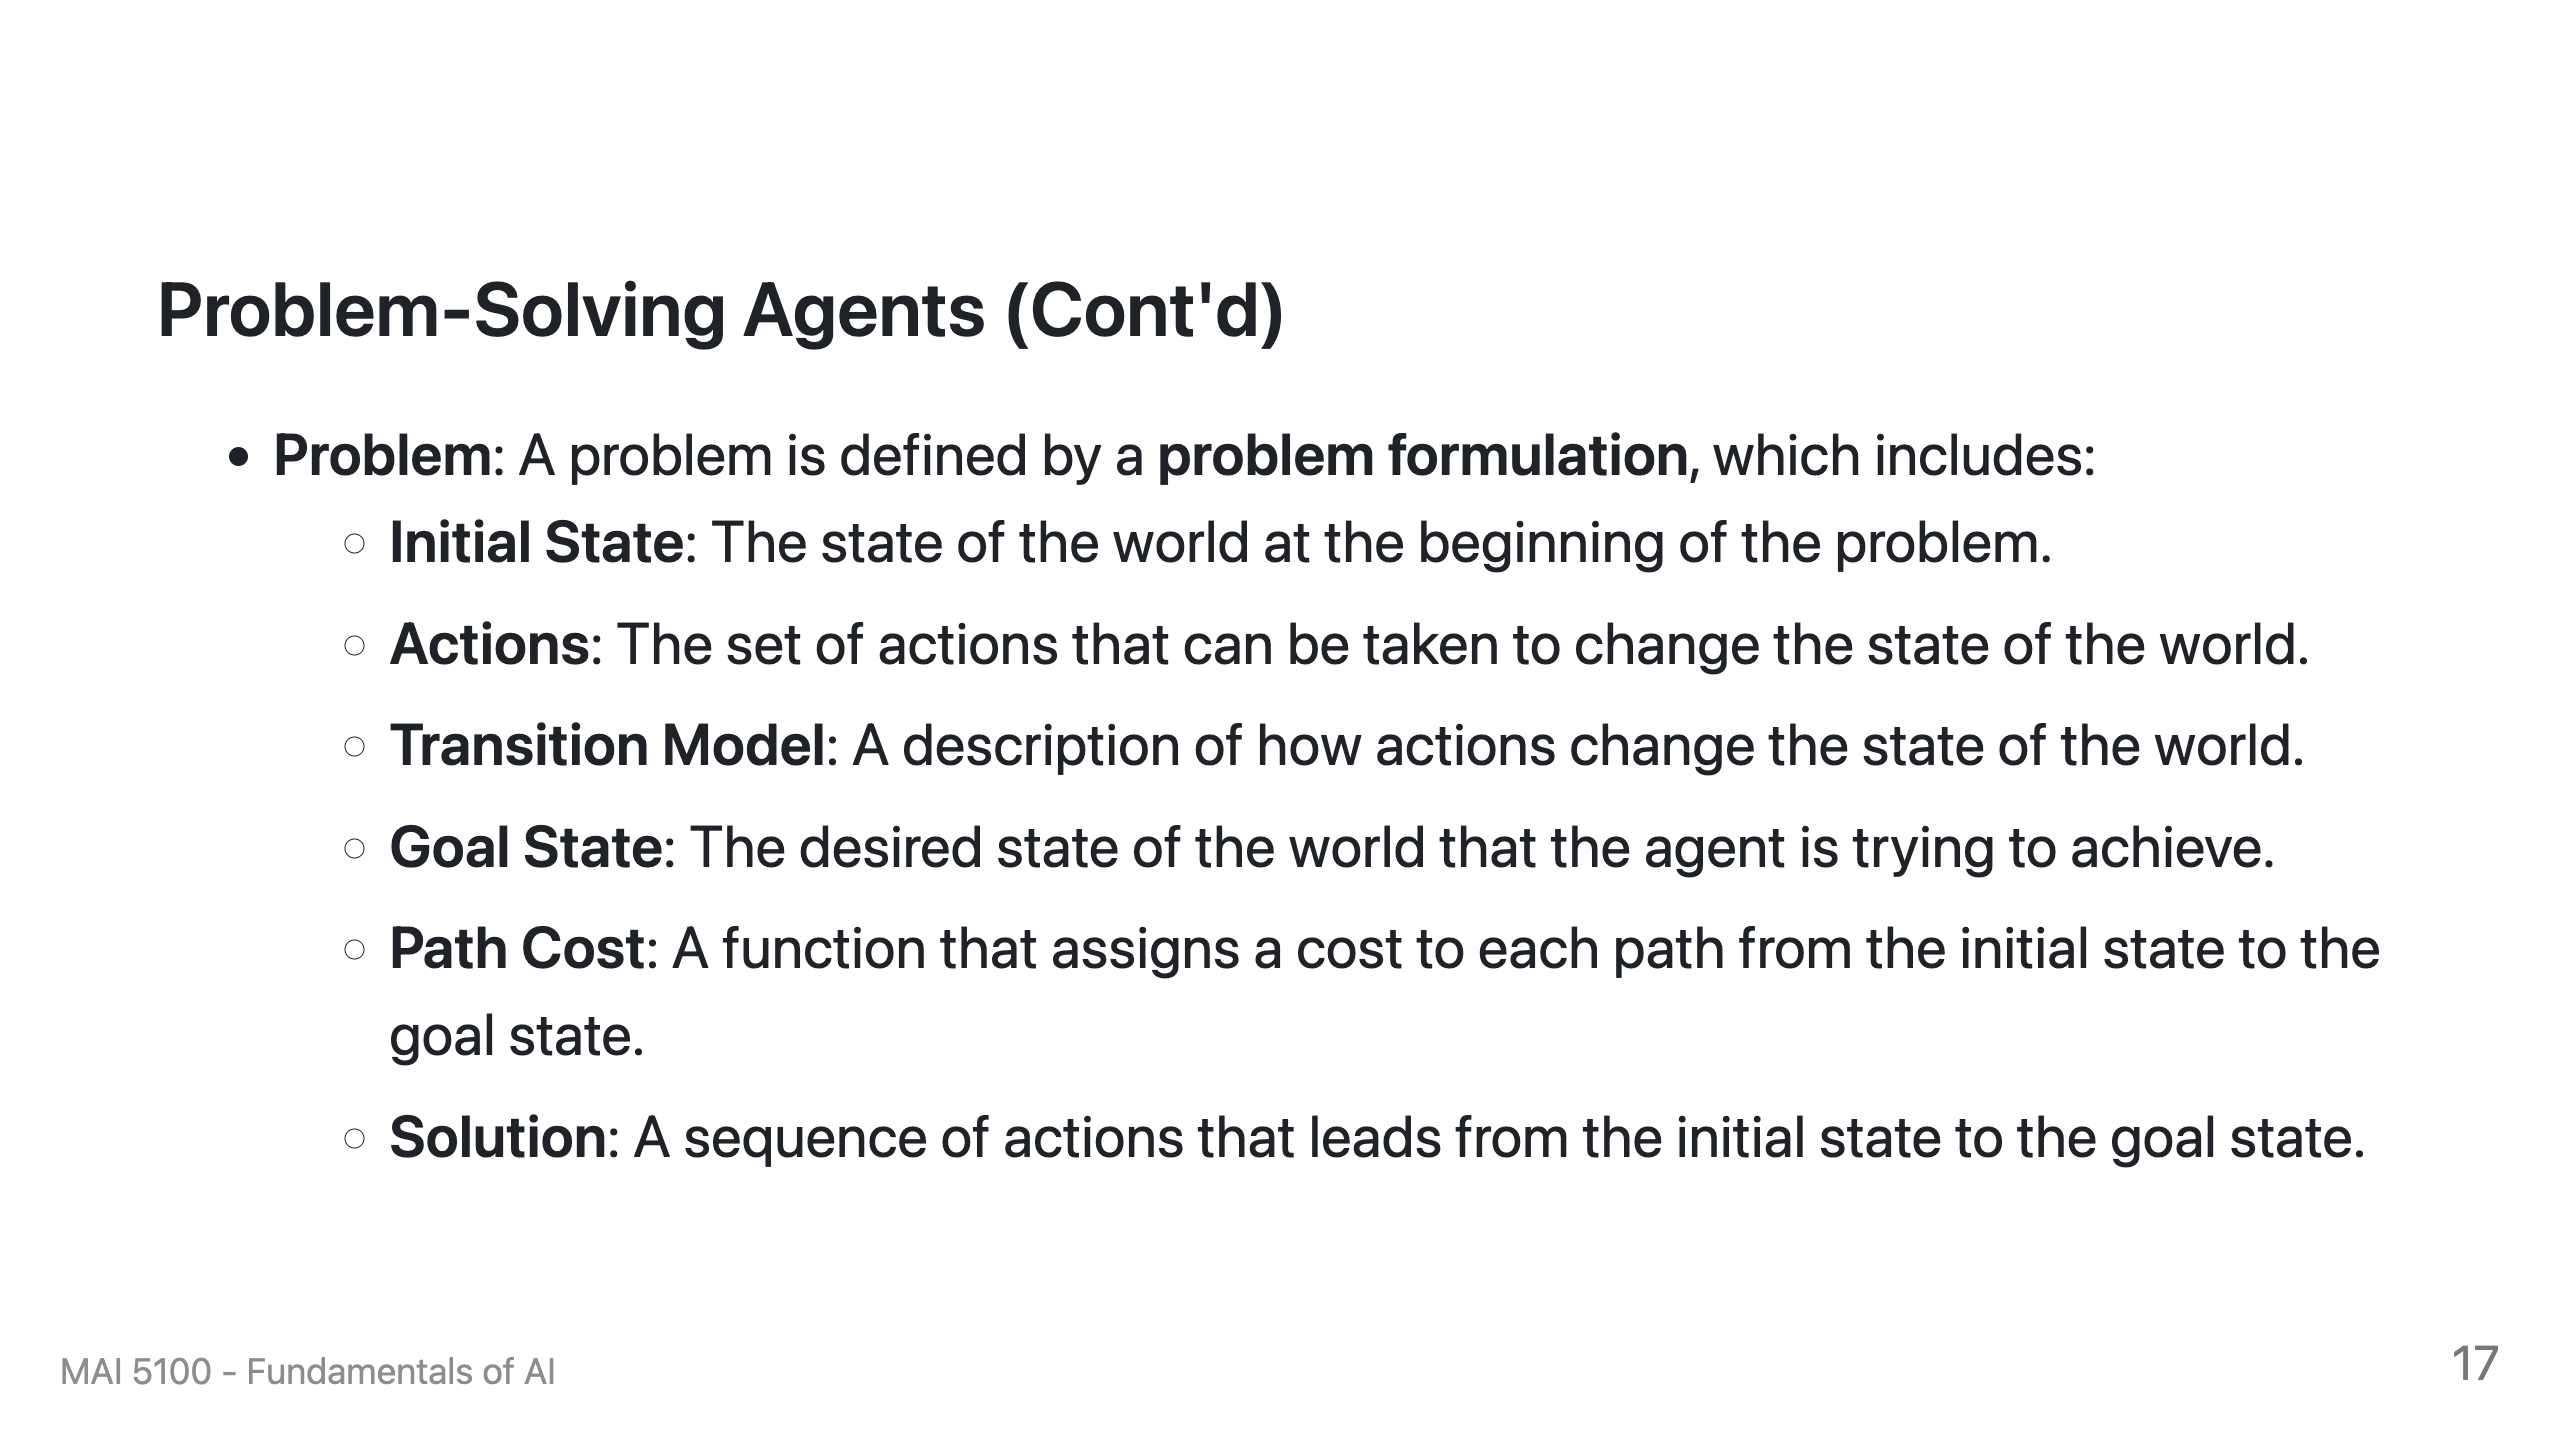 Problem-Solving Agents (Cont'd)
• Problem: A problem is defined by a problem formulation, which includes:
○ Initial State: The state of the world at the beginning of the problem.
○ Actions: The set of actions that can be taken to change the state of the world.
○ Transition Model: A description of how actions change the state of the world.
○ Goal State: The desired state of the world that the agent is trying to achieve.
○ Path Cost: A function that assigns a cost to each path from the initial state to the
goal state.
○ Solution: A sequence of actions that leads from the initial state to the goal state.
MAI 5100 - Fundamentals of AI
17